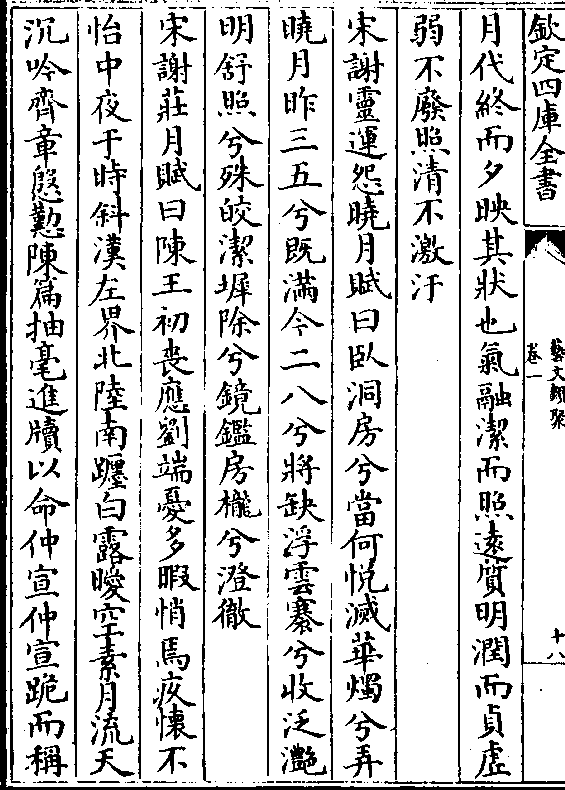 欽定四庫全書
藝文類聚
卷一
十八
月代終而夕映其狀也氣融潔而照遠質明潤而貞虛
弱不廢照清不激汙
宋謝靈運怨曉月賦曰臥洞房兮當何悅滅華燭兮弄
曉月昨三五兮既滿今二八兮將缺浮雲褰兮收泛灧
明舒照兮殊皎潔墀除兮鏡鑑房櫳兮澄徹
宋謝莊月賦曰陳王初喪應劉端憂多暇悄焉疚懷不
怡中夜于時斜漢左界北陸南躔白露曖空素月流天
沉吟齊章慇懃陳篇抽毫進牘以命仲宣仲宣跪而稱